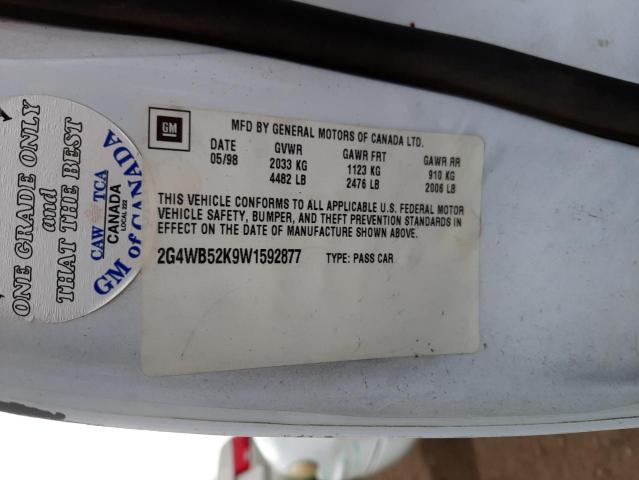 GM
MFD BY GENERAL MOTORS OF CANADA LTD.
DATE GVWR GAWR FRT GAWR RR
05/98 2033 KG 1123 KG 910 KG
4482 LB 2476 LB 2006 LB
THIS VEHICLE CONFORMS TO ALL APPLICABLE U.S. FEDERAL MOTOR
VEHICLE SAFETY, BUMPER, AND THEFT PREVENTION STANDARDS IN
EFFECT ON THE DATE OF MANUFACTURE SHOWN ABOVE.
2G4WB52K9W1592877 TYPE: PASS CAR
ONE GRADE ONLY
and
THAT THE BEST
CAW TCA
CANADA
LOCAL 222
GM of CANADA